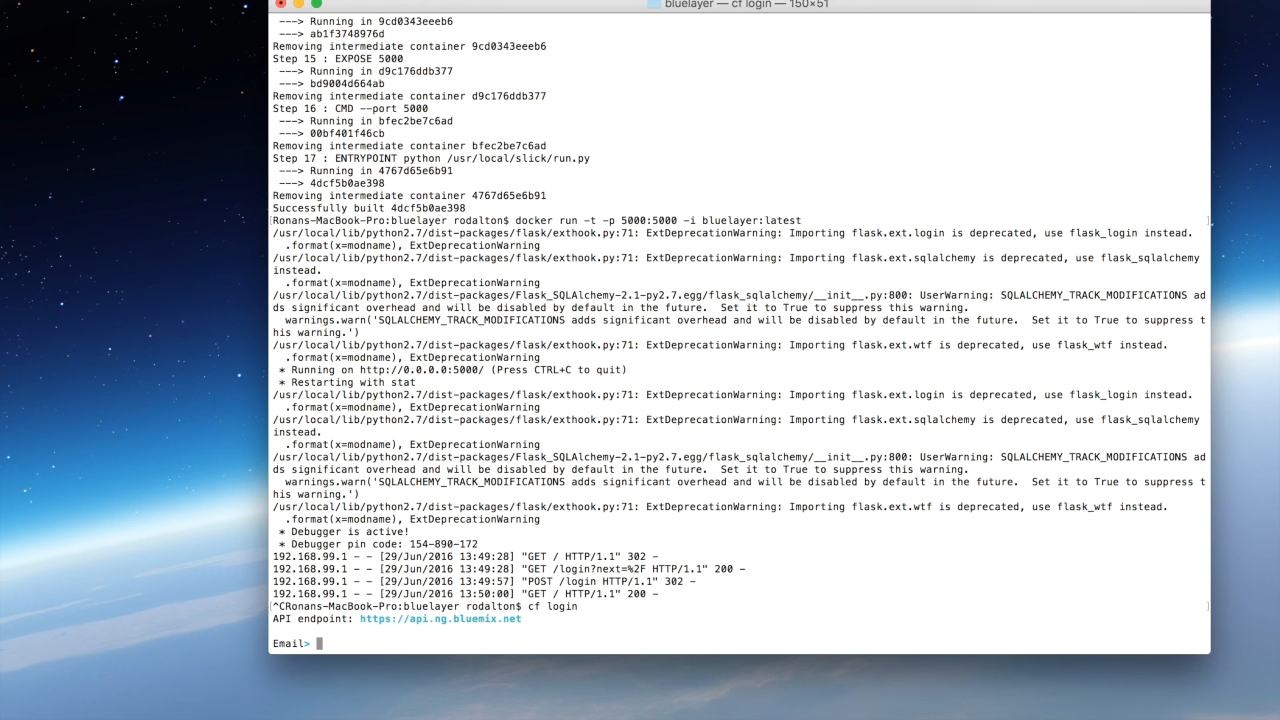 bluelayer — cf login — 150×51
---> Running in 9cd0343eeeb6
---> ab1f3748976d
Removing intermediate container 9cd0343eeeb6
Step 15 : EXPOSE 5000
---> Running in d9c176ddb377
---> bd9004d664ab
Removing intermediate container d9c176ddb377
Step 16 : CMD --port 5000
---> Running in bfec2be7c6ad
---> 00bf401f46cb
Removing intermediate container bfec2be7c6ad
Step 17 : ENTRYPOINT python /usr/local/slick/run.py
---> Running in 4767d65e6b91
---> 4dcf5b0ae398
Removing intermediate container 4767d65e6b91
Successfully built 4dcf5b0ae398
[Ronans-MacBook-Pro:bluelayer rodalton$ docker run -t -p 5000:5000 -i bluelayer:latest ]
/usr/local/lib/python2.7/dist-packages/flask/exthook.py:71: ExtDeprecationWarning: Importing flask.ext.login is deprecated, use flask_login instead.
.format(x=modname), ExtDeprecationWarning
/usr/local/lib/python2.7/dist-packages/flask/exthook.py:71: ExtDeprecationWarning: Importing flask.ext.sqlalchemy is deprecated, use flask_sqlalchemy
instead.
.format(x=modname), ExtDeprecationWarning
/usr/local/lib/python2.7/dist-packages/Flask_SQLAlchemy-2.1-py2.7.egg/flask_sqlalchemy/__init__.py:800: UserWarning: SQLALCHEMY_TRACK_MODIFICATIONS ad
ds significant overhead and will be disabled by default in the future.  Set it to True to suppress this warning.
warnings.warn('SQLALCHEMY_TRACK_MODIFICATIONS adds significant overhead and will be disabled by default in the future.  Set it to True to suppress t
his warning.')
/usr/local/lib/python2.7/dist-packages/flask/exthook.py:71: ExtDeprecationWarning: Importing flask.ext.wtf is deprecated, use flask_wtf instead.
.format(x=modname), ExtDeprecationWarning
* Running on http://0.0.0.0:5000/ (Press CTRL+C to quit)
* Restarting with stat
/usr/local/lib/python2.7/dist-packages/flask/exthook.py:71: ExtDeprecationWarning: Importing flask.ext.login is deprecated, use flask_login instead.
.format(x=modname), ExtDeprecationWarning
/usr/local/lib/python2.7/dist-packages/flask/exthook.py:71: ExtDeprecationWarning: Importing flask.ext.sqlalchemy is deprecated, use flask_sqlalchemy
instead.
.format(x=modname), ExtDeprecationWarning
/usr/local/lib/python2.7/dist-packages/Flask_SQLAlchemy-2.1-py2.7.egg/flask_sqlalchemy/__init__.py:800: UserWarning: SQLALCHEMY_TRACK_MODIFICATIONS ad
ds significant overhead and will be disabled by default in the future.  Set it to True to suppress this warning.
warnings.warn('SQLALCHEMY_TRACK_MODIFICATIONS adds significant overhead and will be disabled by default in the future.  Set it to True to suppress t
his warning.')
/usr/local/lib/python2.7/dist-packages/flask/exthook.py:71: ExtDeprecationWarning: Importing flask.ext.wtf is deprecated, use flask_wtf instead.
.format(x=modname), ExtDeprecationWarning
* Debugger is active!
* Debugger pin code: 154-890-172
192.168.99.1 - - [29/Jun/2016 13:49:28] "GET / HTTP/1.1" 302 -
192.168.99.1 - - [29/Jun/2016 13:49:28] "GET /login?next=%2F HTTP/1.1" 200 -
192.168.99.1 - - [29/Jun/2016 13:49:57] "POST /login HTTP/1.1" 302 -
192.168.99.1 - - [29/Jun/2016 13:50:00] "GET / HTTP/1.1" 200 -
[^CRonans-MacBook-Pro:bluelayer rodalton$ cf login ]
API endpoint: https://api.ng.bluemix.net
Email>